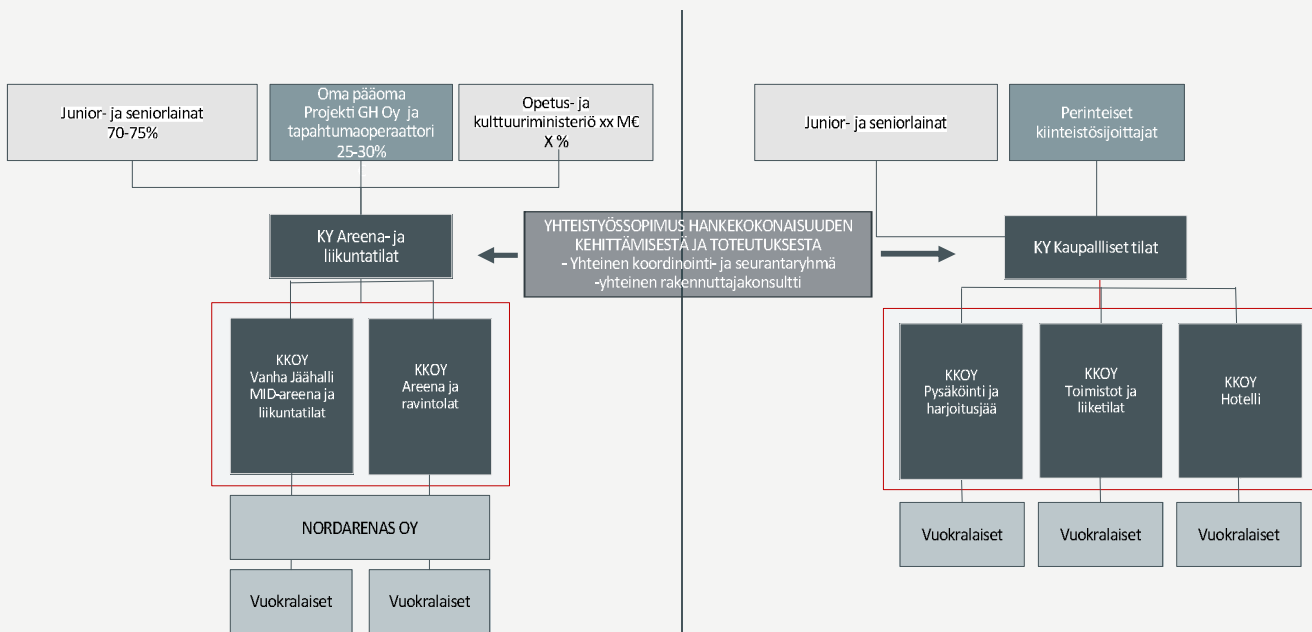 Junior- ja seniorlainat
70-75%
Oma pääoma
Projekti GH Oy ja
tapahtumaoperaattori
25-30%
Opetus- ja
kulttuuriministeriö xx M€
X %
Junior- ja seniorlainat
Perinteiset
kiinteistösijoittajat
KY Areena- ja
liikuntatilat
YHTEISTYÖSSOPIMUS HANKEKOKONAISUUDEN
KEHITTÄMISESTÄ JA TOTEUTUKSESTA
- Yhteinen koordinointi- ja seurantaryhmä
-yhteinen rakennuttajakonsultti
KY Kaupallliset tilat
KKOY
Vanha Jäähalli
MID-areena ja
liikuntatilat
KKOY
Areena ja
ravintolat
KKOY
Pysäköinti ja
harjoitusjää
KKOY
Toimistot ja
liiketilat
KKOY
Hotelli
NORDARENAS OY
Vuokralaiset
Vuokralaiset
Vuokralaiset
Vuokralaiset
Vuokralaiset